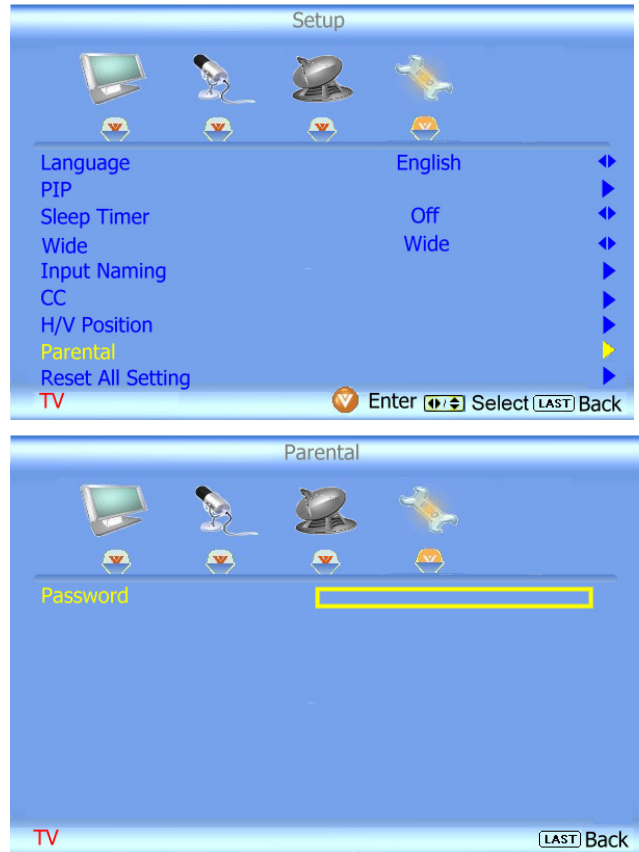 Setup
Language English
PIP
Sleep Timer Off
Wide Wide
Input Naming
CC
H/V Position
Parental
Reset All Setting
TV Enter Select LAST Back
Parental
Password
TV LAST Back